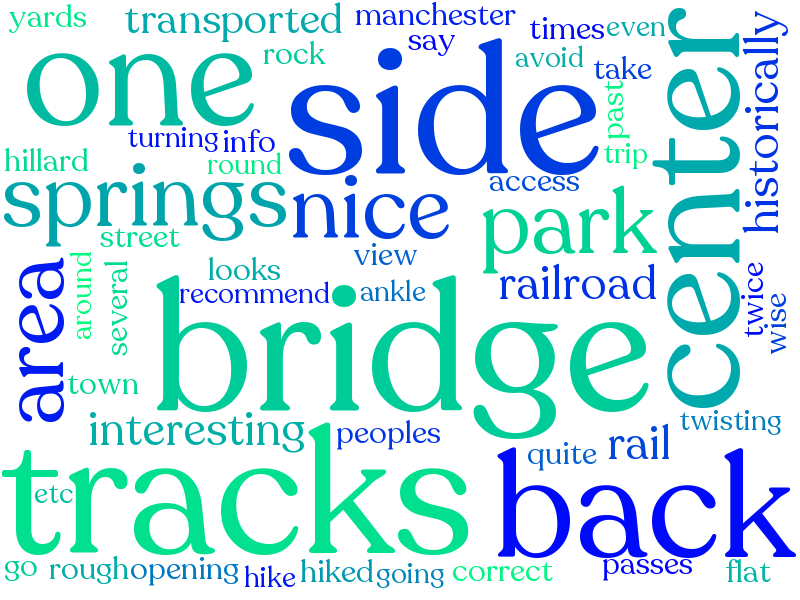 yards
transported
manchester
times
even
one
rock
say
side
avoid
take
center
historically
turning
info
past
trip
hillard
round
springs
nice
access
park
street
view
area
around
several
looks
recommend
ankle
railroad
twice
wise
bridge
town
interesting
peoples
quite
rail
twisting
tracks
etc
back
go
rough
opening
hike
hiked
going
correct
passes
flat